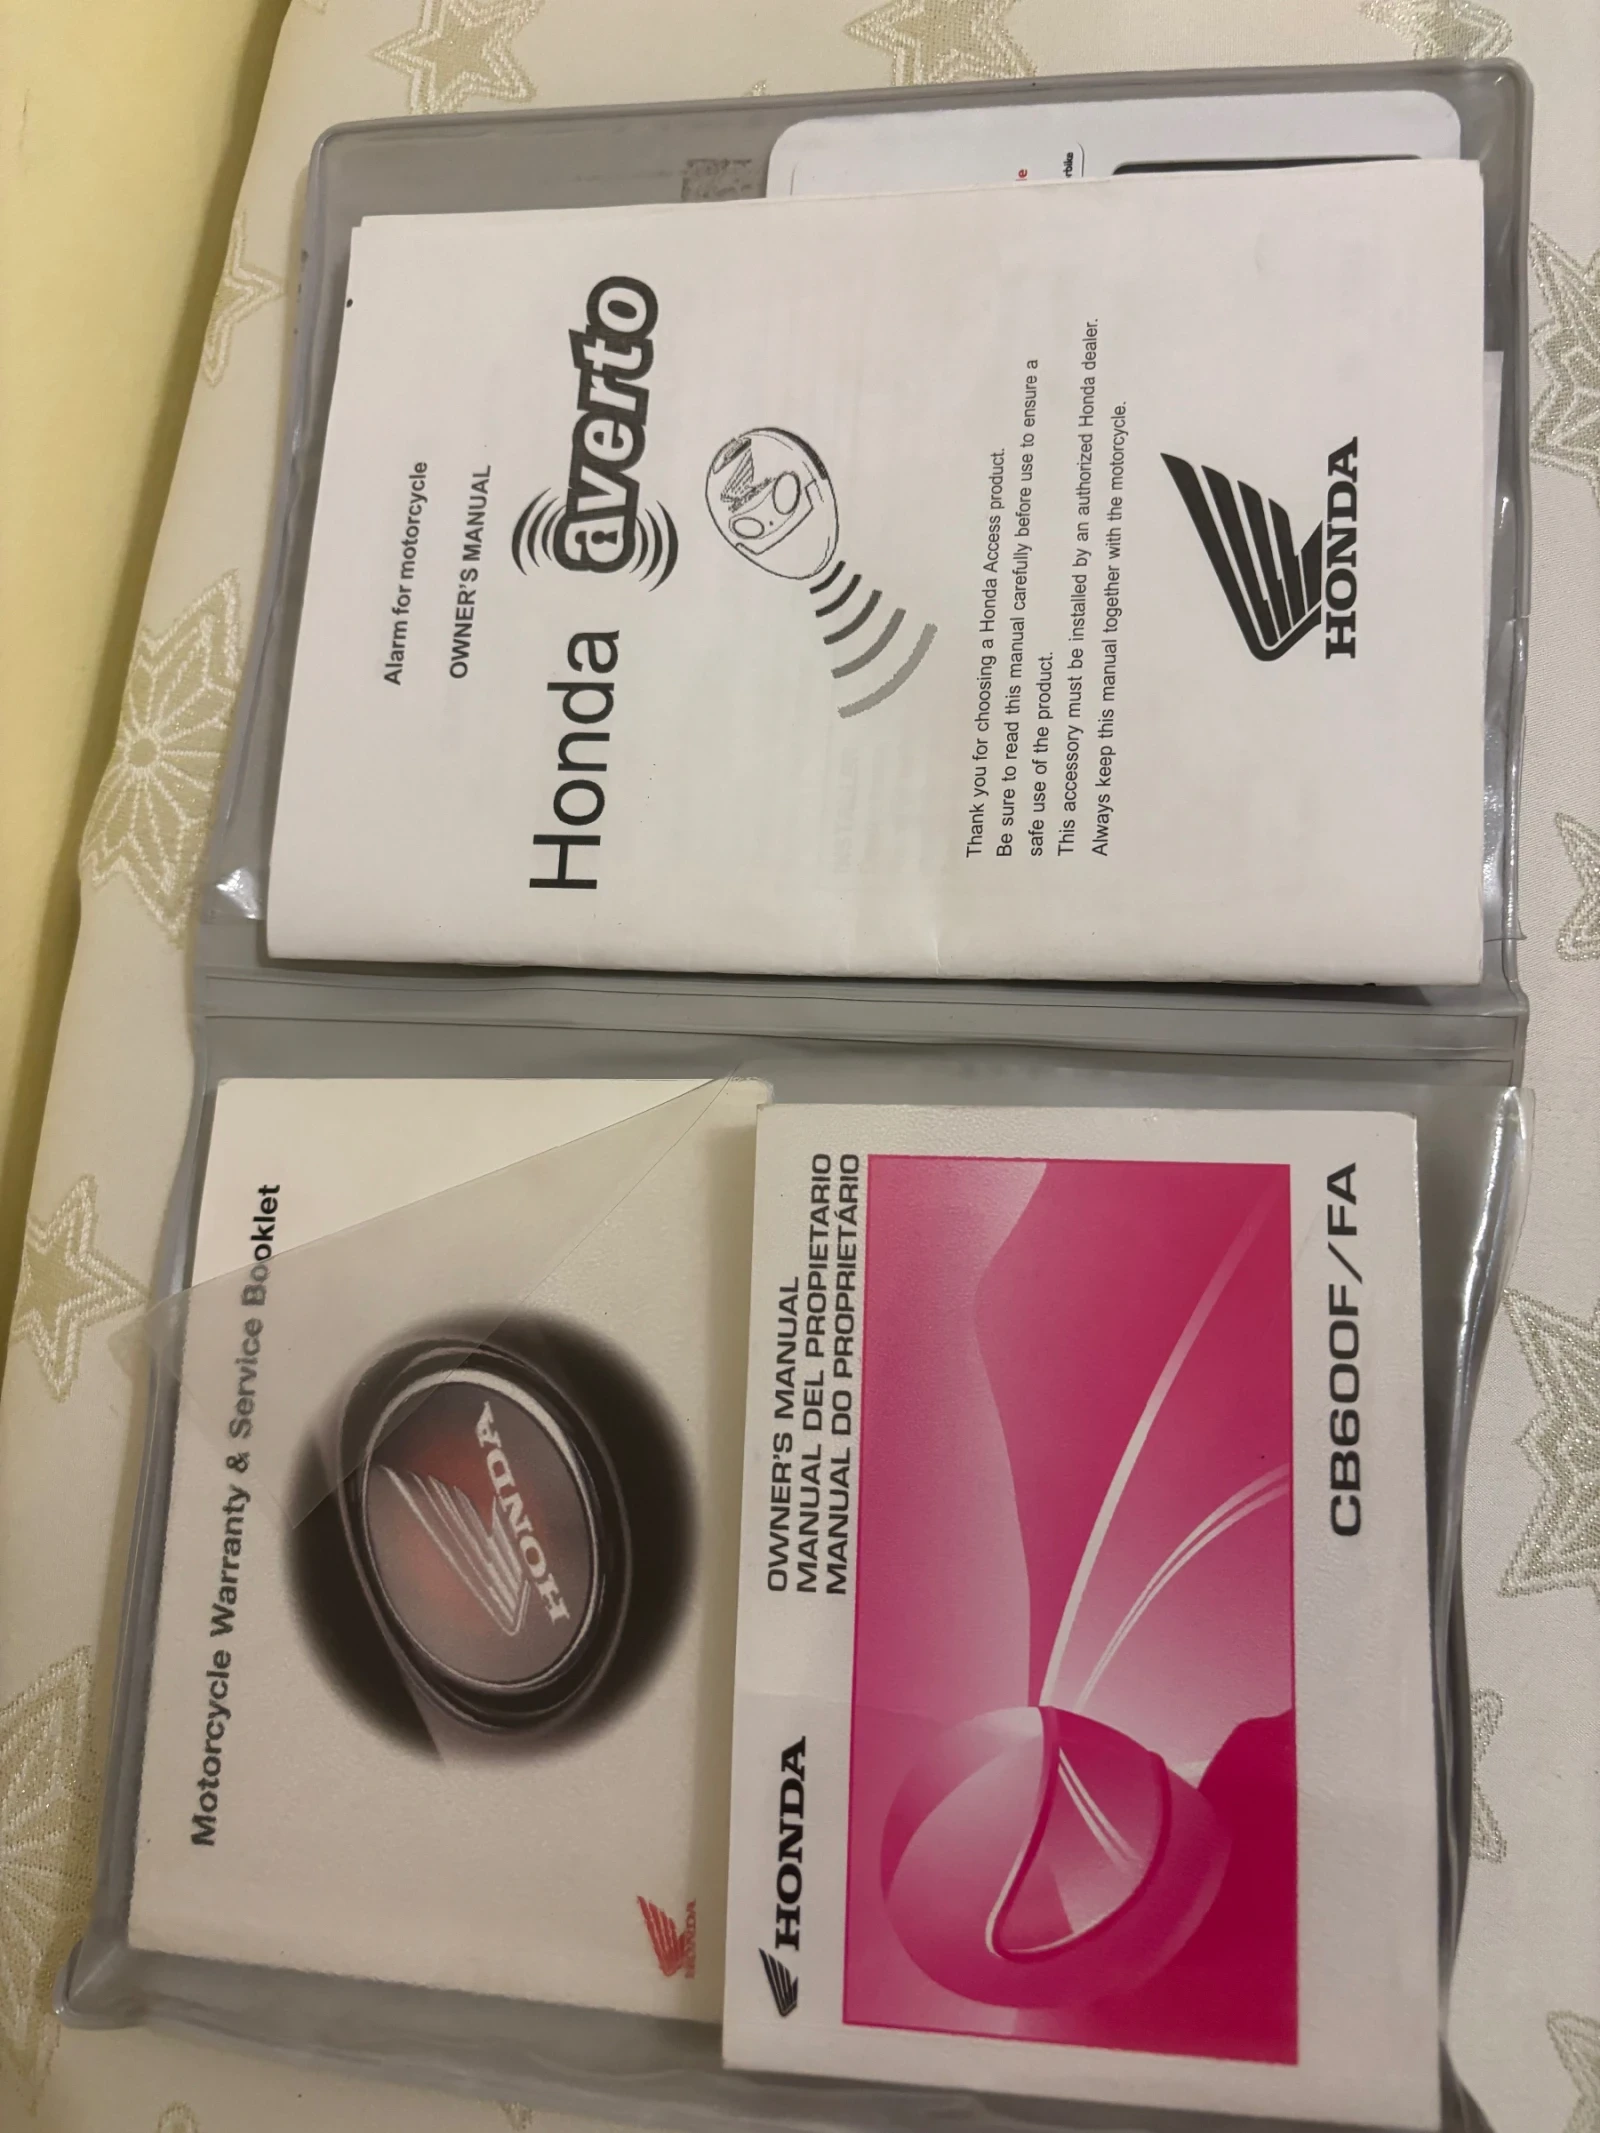 Motorcycle Warranty & Service Booklet
HONDA
HONDA
HONDA
OWNER'S MANUAL
MANUAL DEL PROPIETARIO
MANUAL DO PROPRIETÁRIO
CB600F/FA
Alarm for motorcycle
OWNER'S MANUAL
Honda averto
Thank you for choosing a Honda Access product.
Be sure to read this manual carefully before use to ensure a
safe use of the product.
This accessory must be installed by an authorized Honda dealer.
Always keep this manual together with the motorcycle.
HONDA